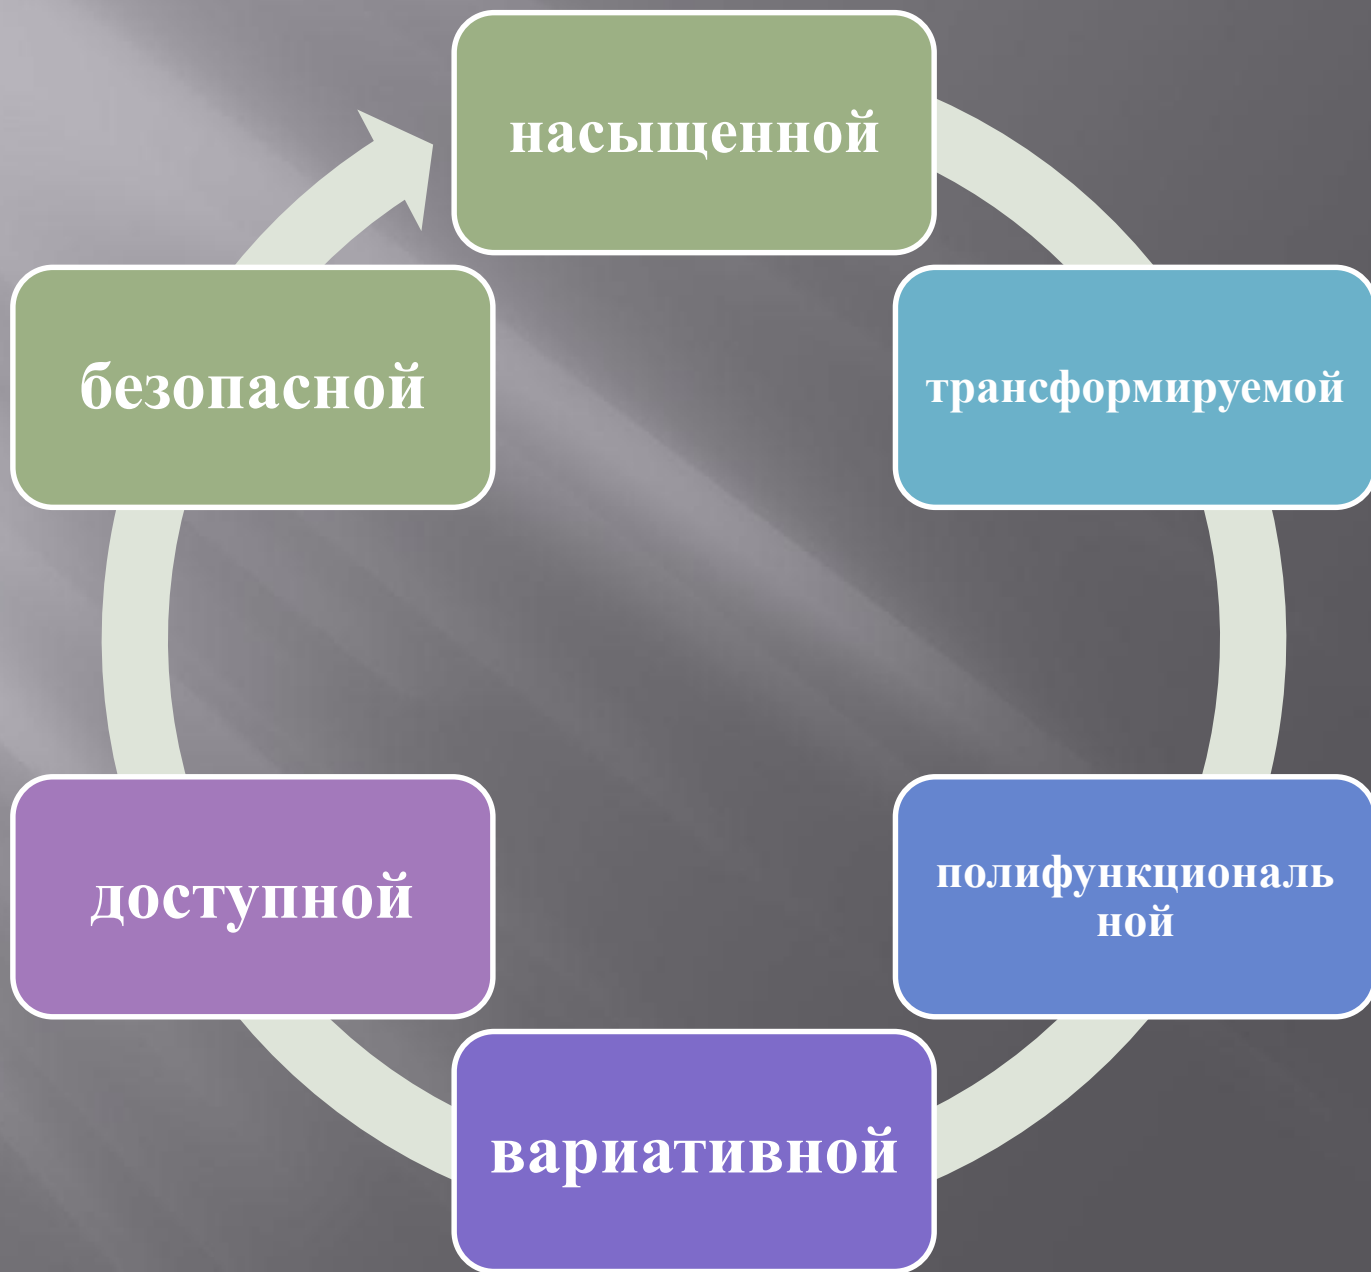 насыщенной
трансформируемой
полифункциональ
ной
вариативной
доступной
безопасной